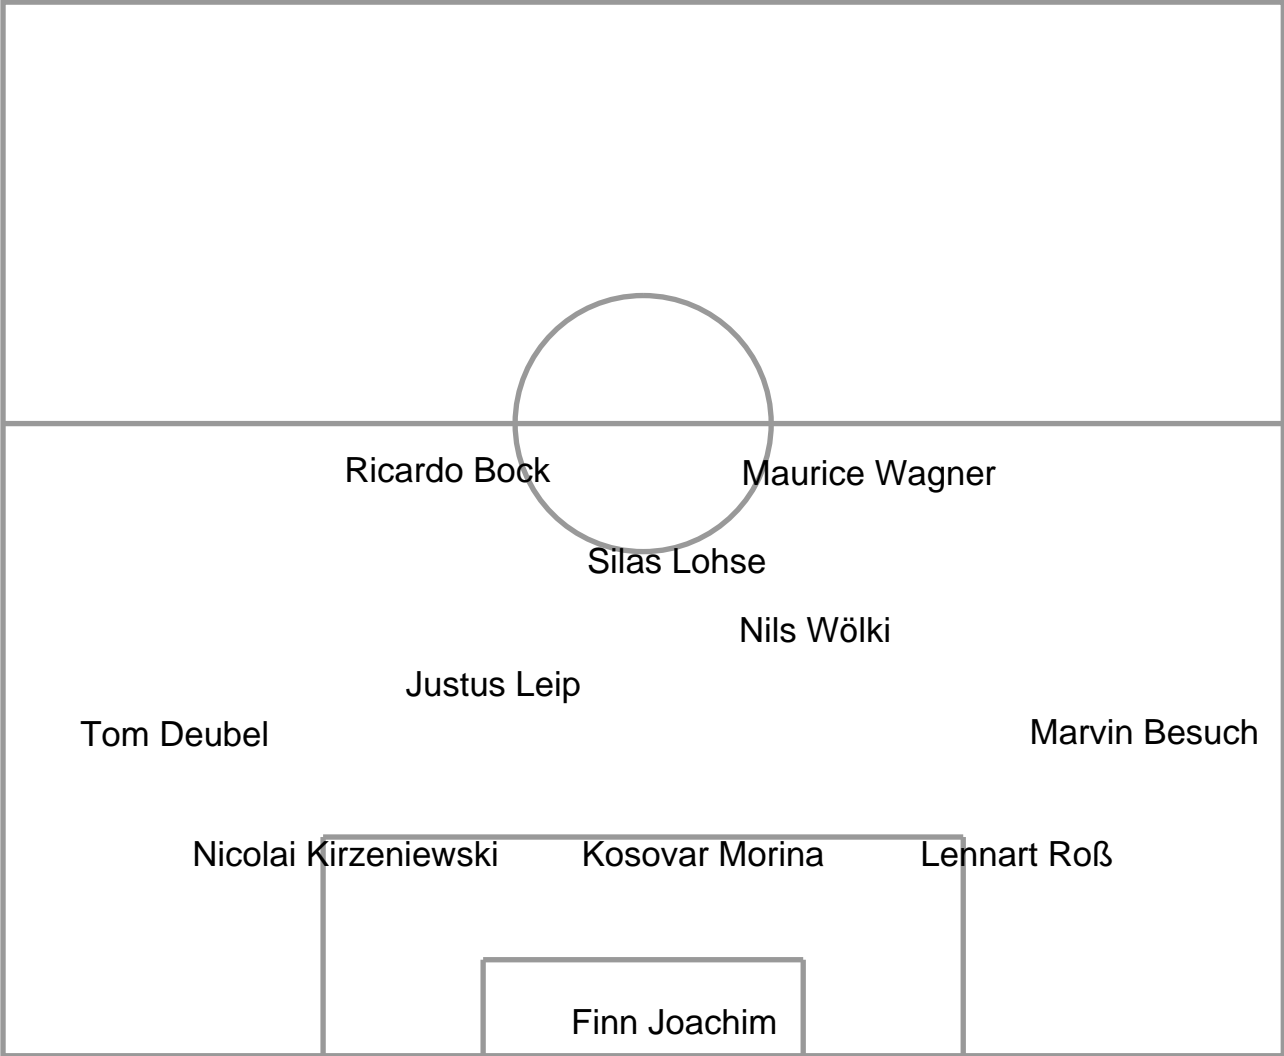 Ricardo Bock
Maurice Wagner
Silas Lohse
Nils Wölki
Justus Leip
Tom Deubel
Marvin Besuch
Nicolai Kirzeniewski
Kosovar Morina
Lennart Roß
Finn Joachim